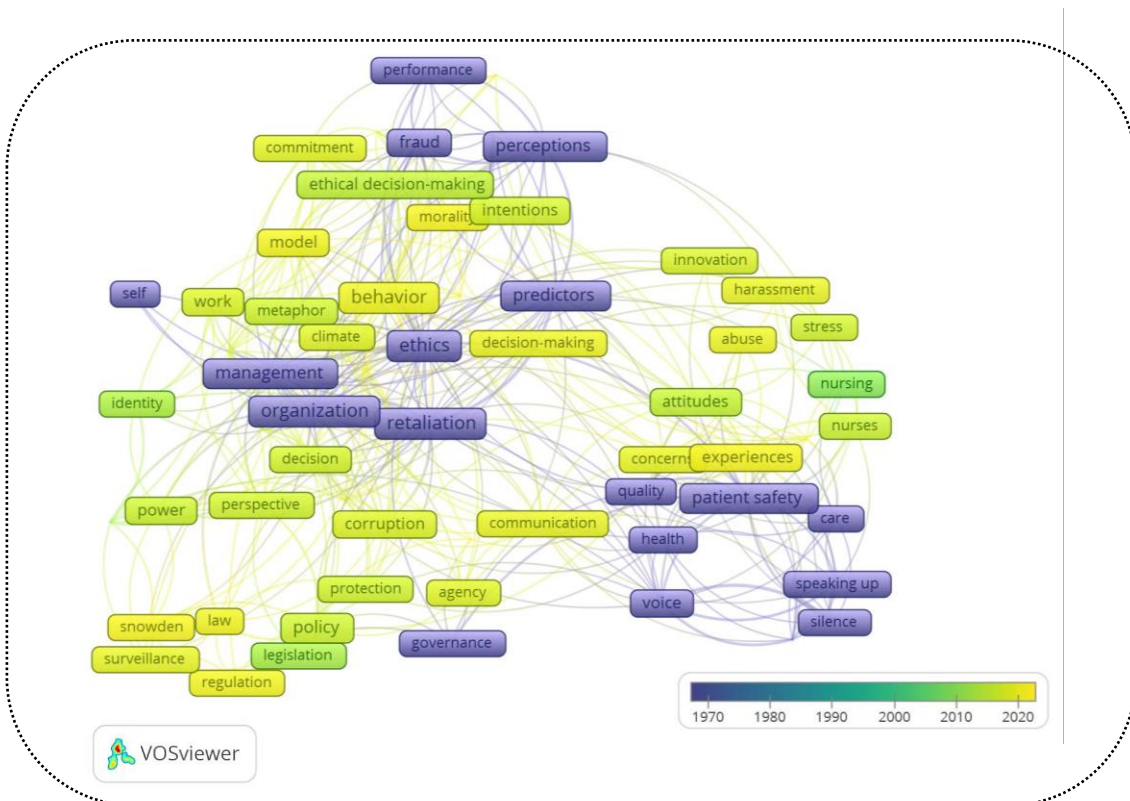 performance
fraud
perceptions
commitment
ethical decision-making
morality
intentions
model
innovation
self
work
metaphor
behavior
predictors
harassment
climate
ethics
decision-making
abuse
stress
management
nursing
identity
organization
retaliation
attitudes
nurses
decision
concerns
experiences
power
perspective
corruption
communication
quality
patient safety
care
health
protection
agency
voice
speaking up
silence
snowden
law
policy
governance
surveillance
legislation
regulation
1970 1980 1990 2000 2010 2020
VOSviewer